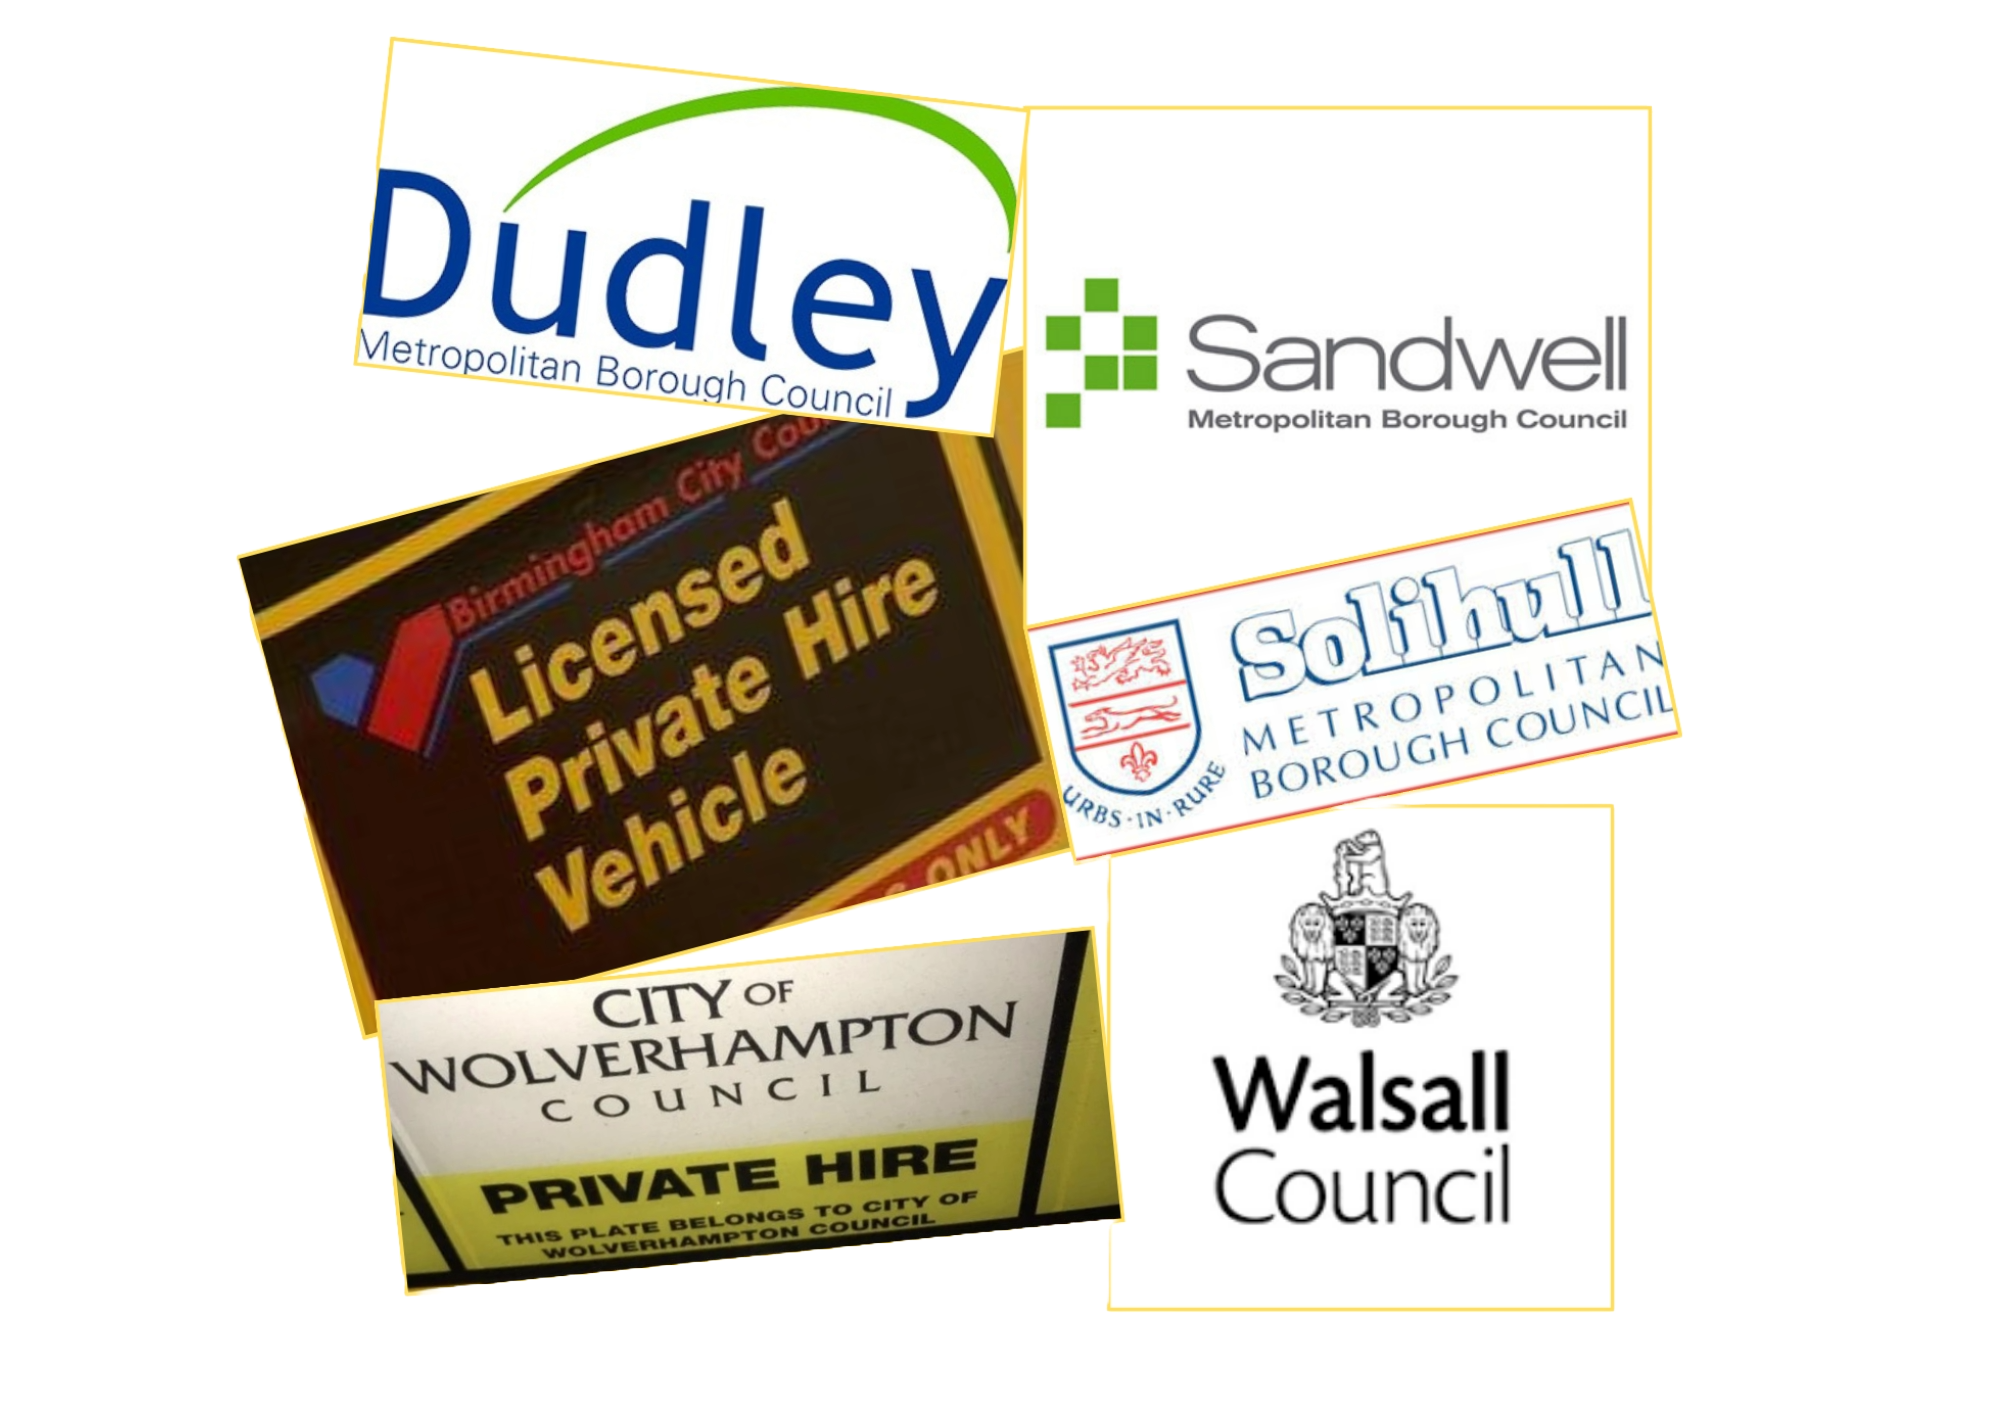 Dudley
Metropolitan Borough Council
Sandwell
Metropolitan Borough Council
Birmingham City
Licensed
Private Hire
Vehicle
ONLY
Solihull
METROPOLITAN
BOROUGH COUNCIL
URBS·IN·RURE
CITY OF
WOLVERHAMPTON
COUNCIL
PRIVATE HIRE
THIS PLATE BELONGS TO CITY OF
WOLVERHAMPTON COUNCIL
Walsall
Council